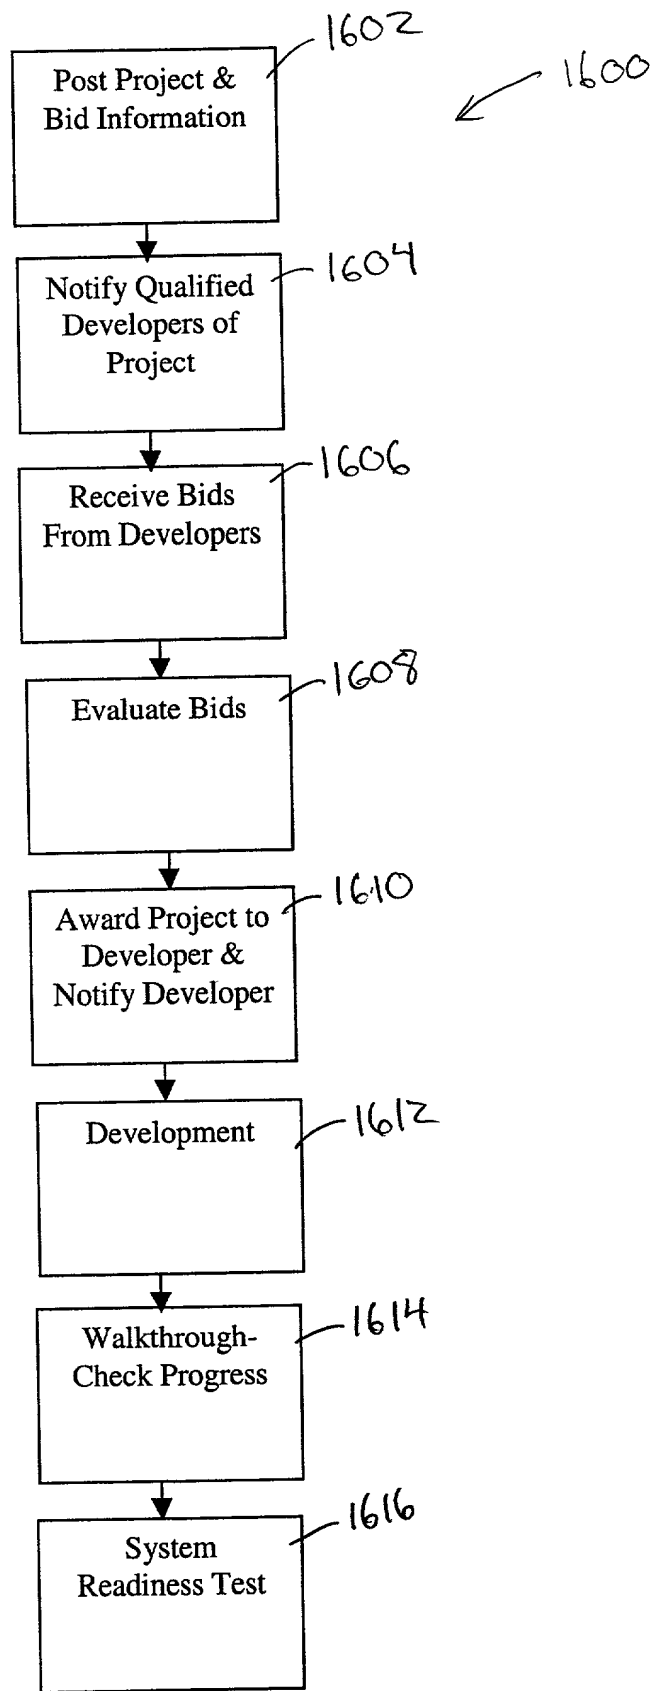 1602
1600
Post Project &
Bid Information
1604
Notify Qualified
Developers of
Project
1606
Receive Bids
From Developers
1608
Evaluate Bids
1610
Award Project to
Developer &
Notify Developer
1612
Development
1614
Walkthrough-
Check Progress
1616
System
Readiness Test